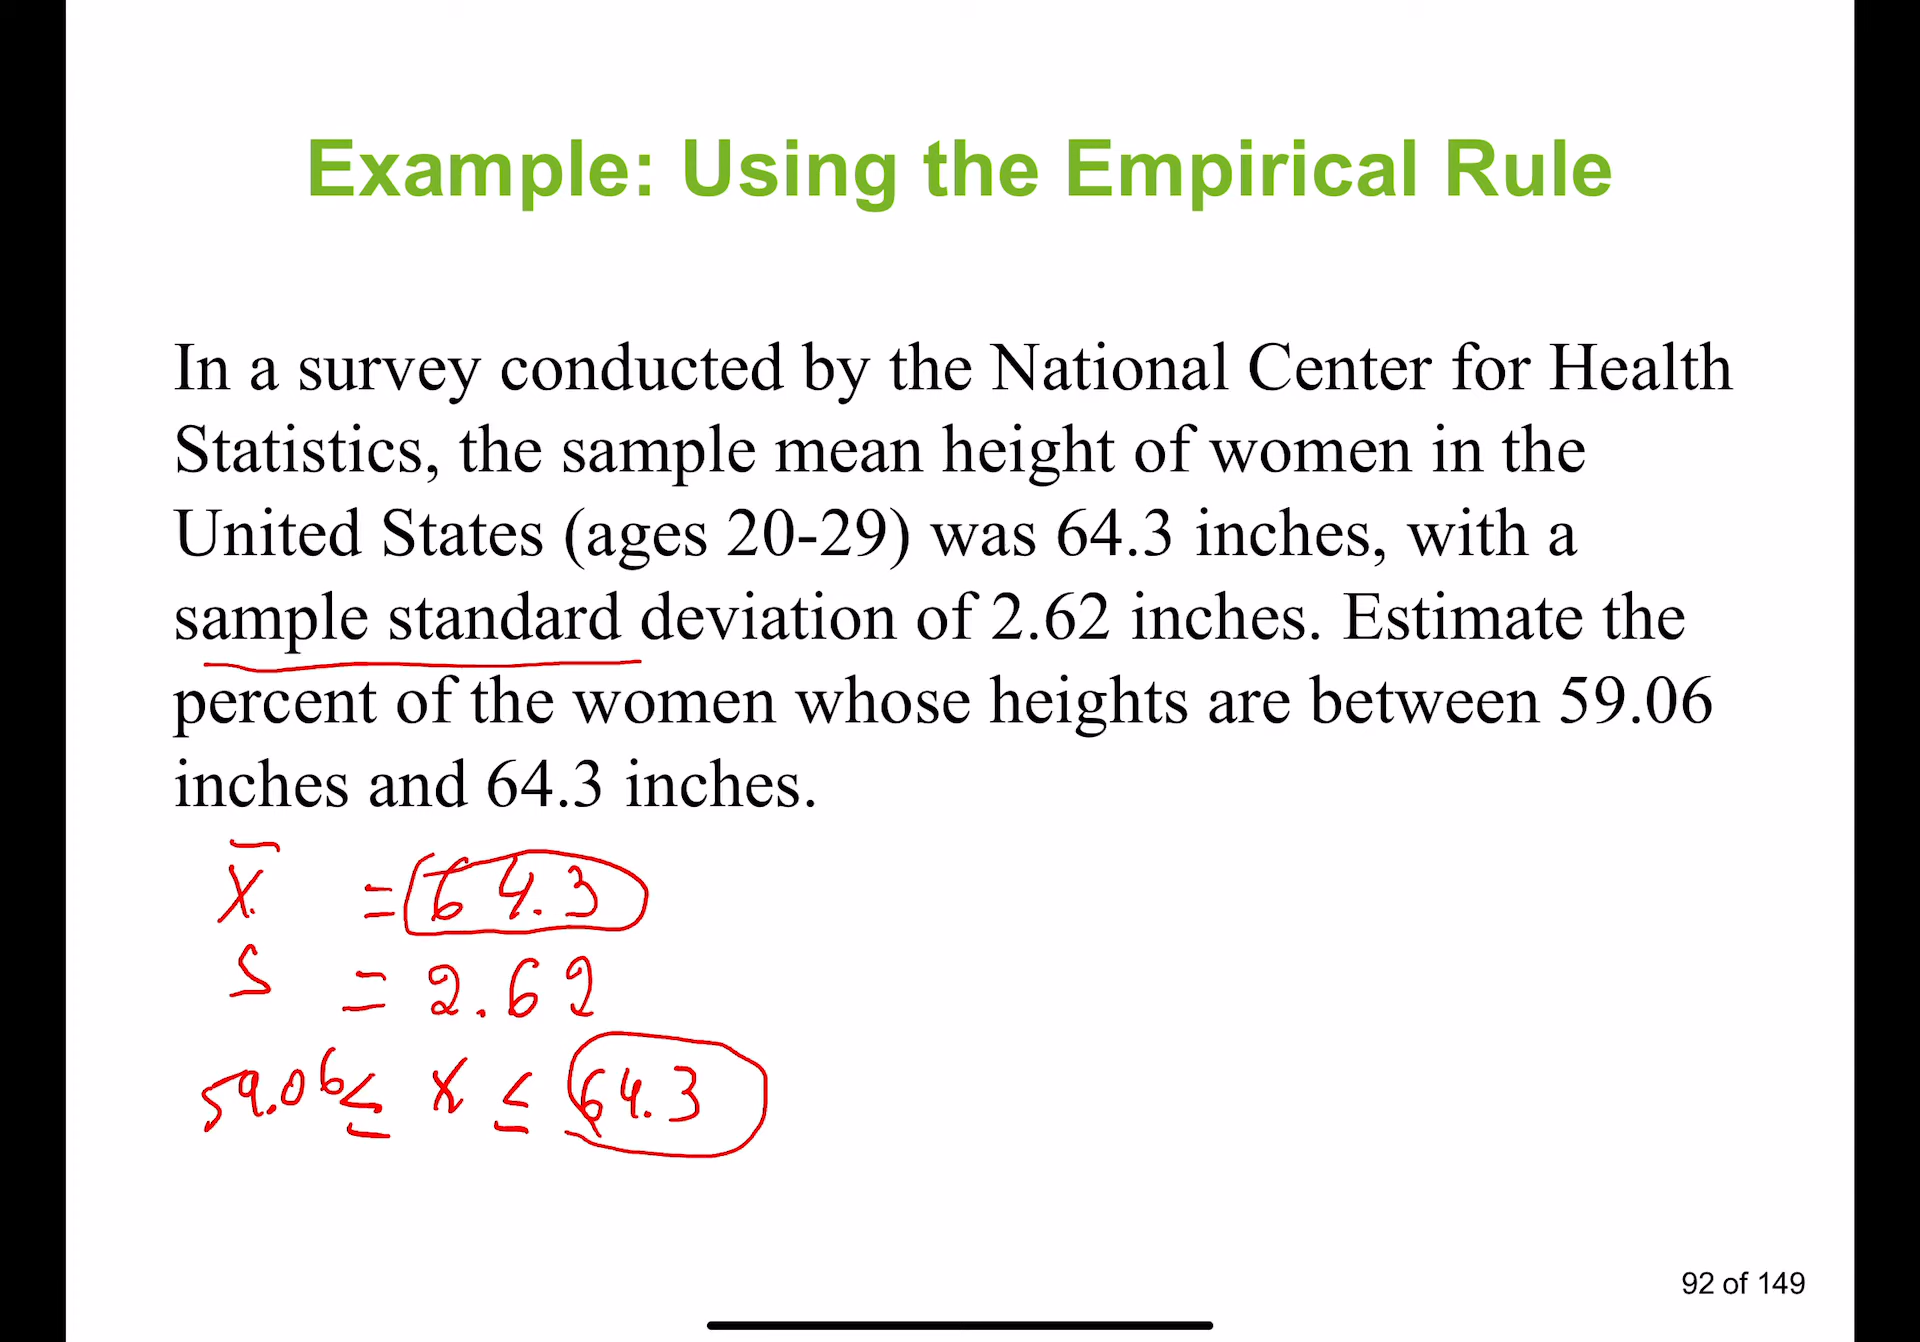 Example: Using the Empirical Rule
In a survey conducted by the National Center for Health
Statistics, the sample mean height of women in the
United States (ages 20-29) was 64.3 inches, with a
sample standard deviation of 2.62 inches. Estimate the
percent of the women whose heights are between 59.06
inches and 64.3 inches.
x̄ = 64.3
s = 2.62
59.06 ≤ x ≤ 64.3
92 of 149